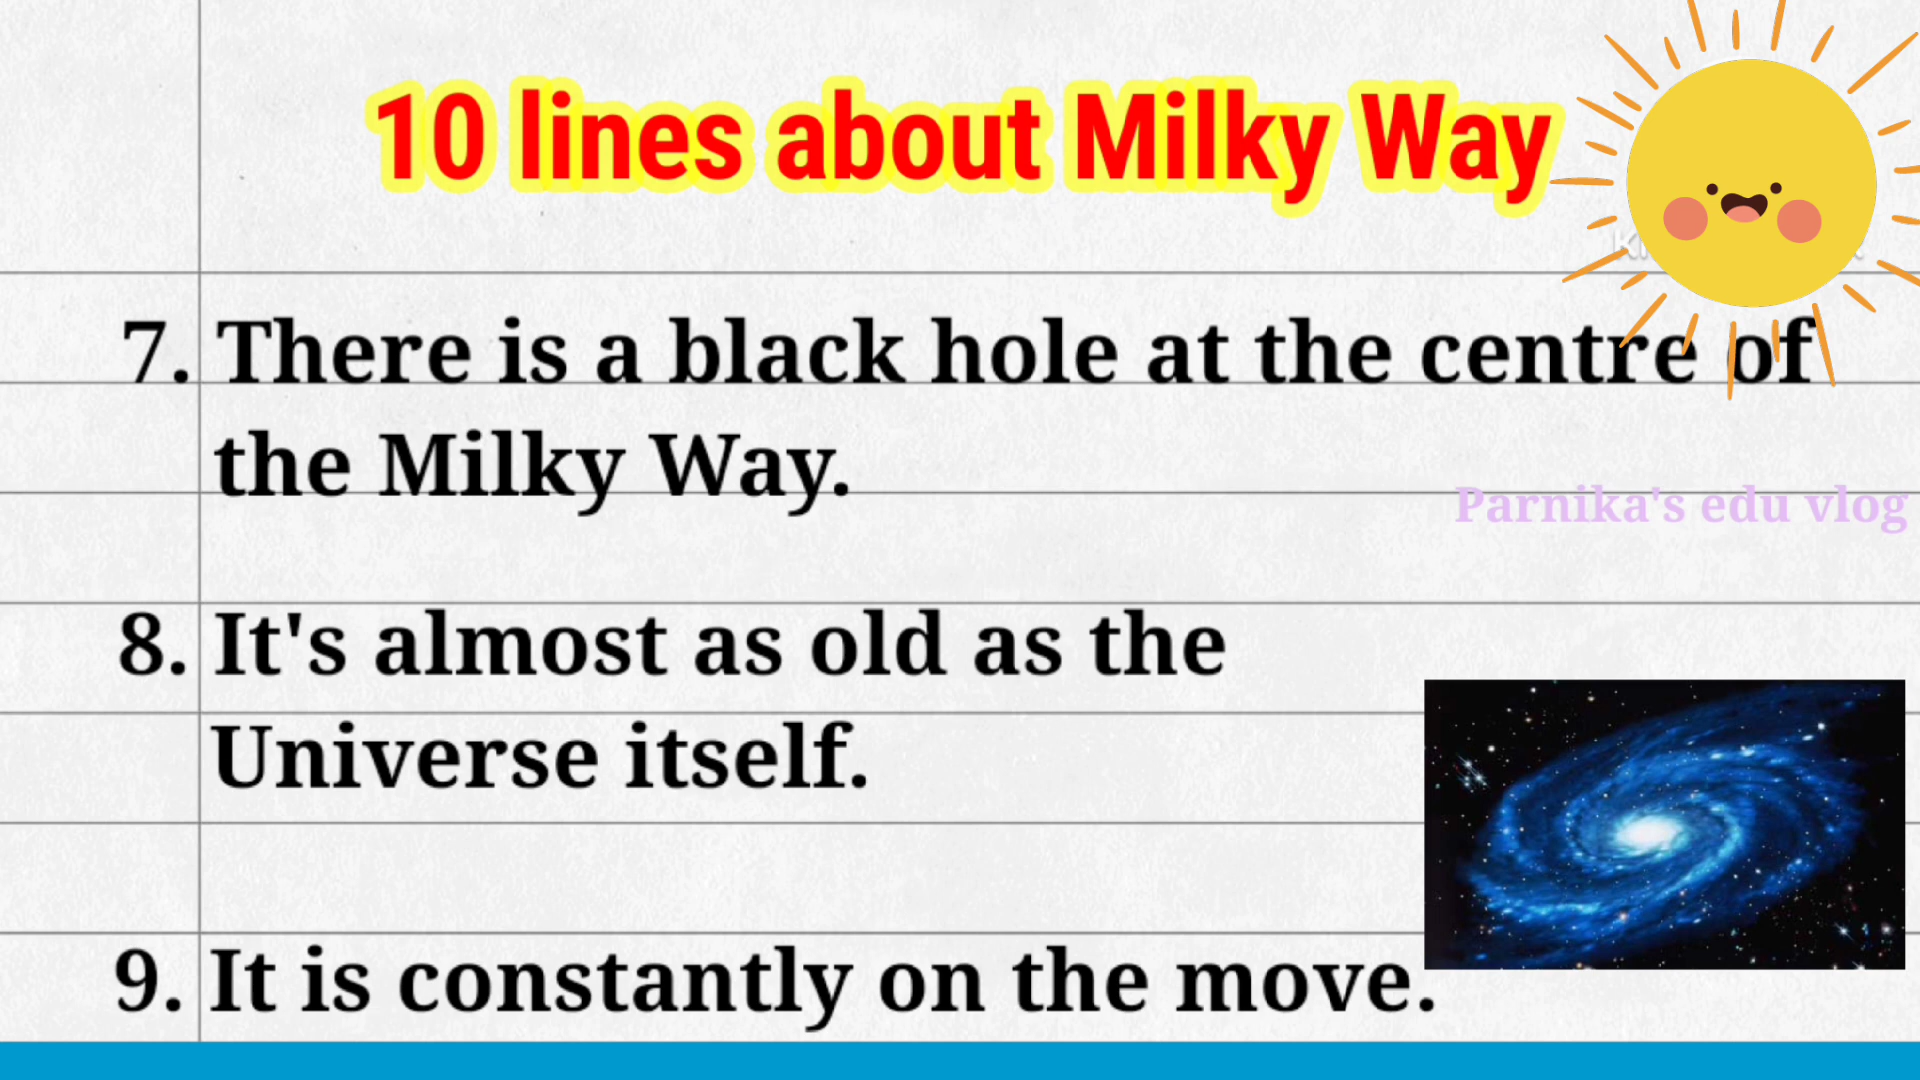 10 lines about Milky Way
7. There is a black hole at the centre of
the Milky Way.
Parnika's edu vlog
8. It's almost as old as the
Universe itself.
9. It is constantly on the move.